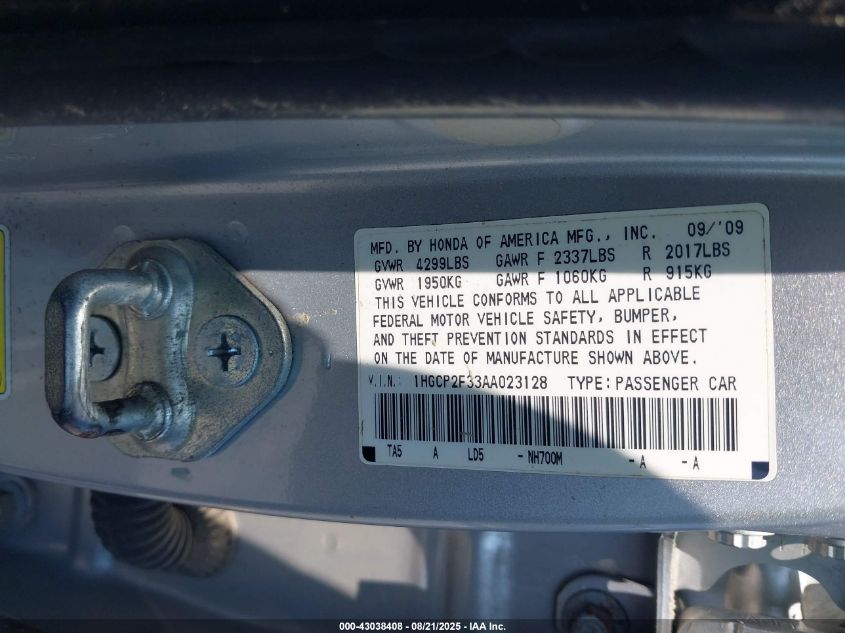 MFD. BY HONDA OF AMERICA MFG., INC. 09/'09
GVWR 4299LBS GAWR F 2337LBS R 2017LBS
GVWR 1950KG GAWR F 1060KG R 915KG
THIS VEHICLE CONFORMS TO ALL APPLICABLE
FEDERAL MOTOR VEHICLE SAFETY, BUMPER,
AND THEFT PREVENTION STANDARDS IN EFFECT
ON THE DATE OF MANUFACTURE SHOWN ABOVE.
V.I.N.: 1HGCP2F33AA023128 TYPE: PASSENGER CAR
TA5 A LD5 - NH700M - A - A
000-43038408 - 08/21/2025 - IAA Inc.